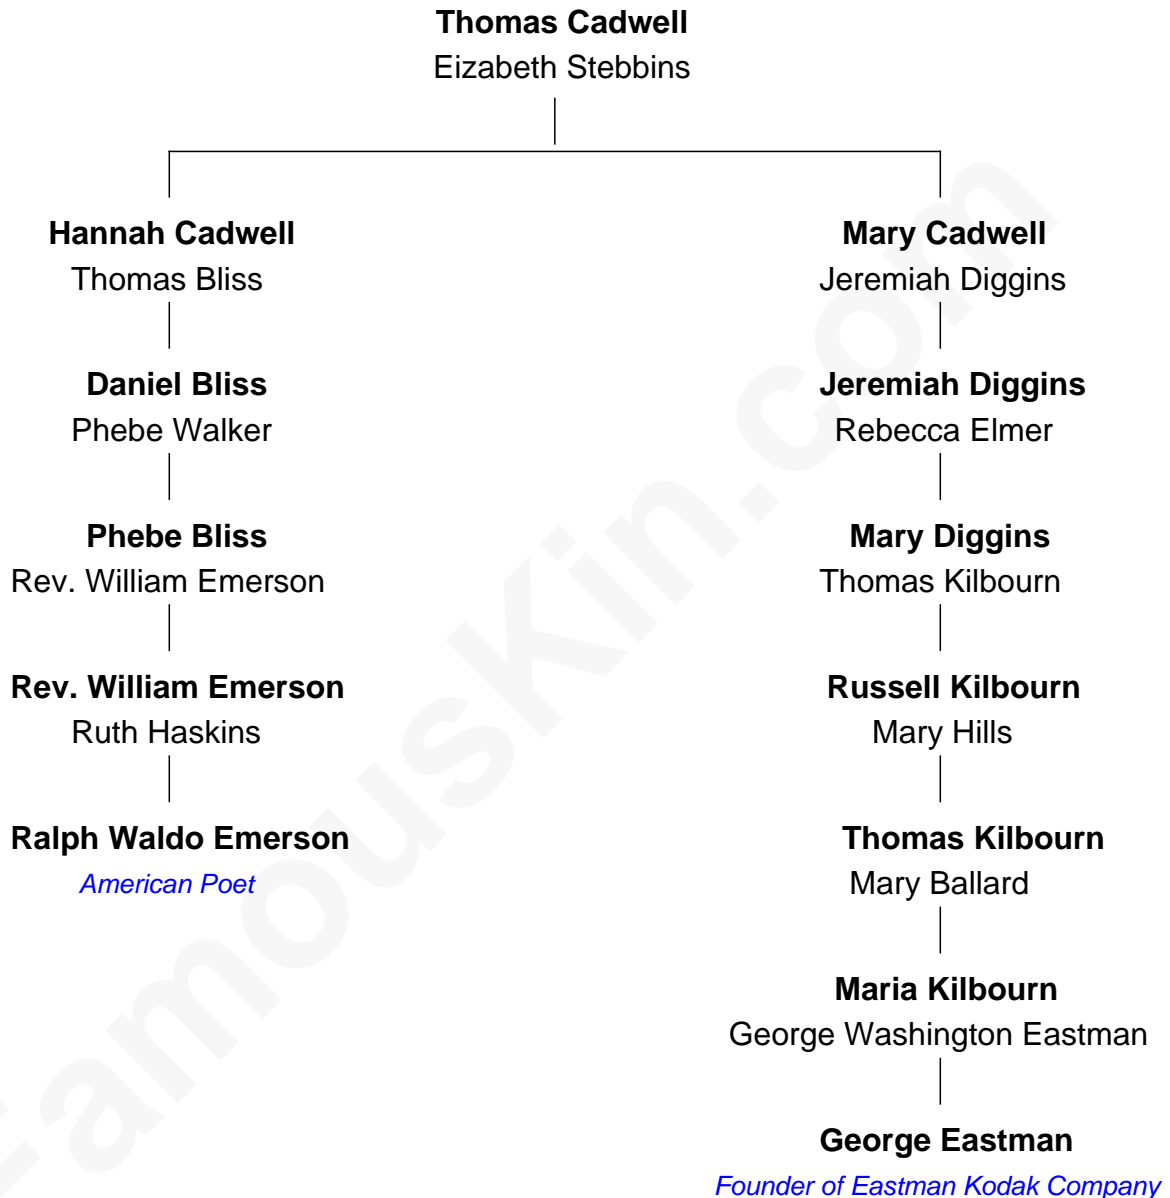 Thomas Cadwell
Eizabeth Stebbins
Hannah Cadwell
Thomas Bliss
Daniel Bliss
Phebe Walker
Phebe Bliss
Rev. William Emerson
Rev. William Emerson
Ruth Haskins
Ralph Waldo Emerson
American Poet
Mary Cadwell
Jeremiah Diggins
Jeremiah Diggins
Rebecca Elmer
Mary Diggins
Thomas Kilbourn
Russell Kilbourn
Mary Hills
Thomas Kilbourn
Mary Ballard
Maria Kilbourn
George Washington Eastman
George Eastman
Founder of Eastman Kodak Company
FamousKin.com